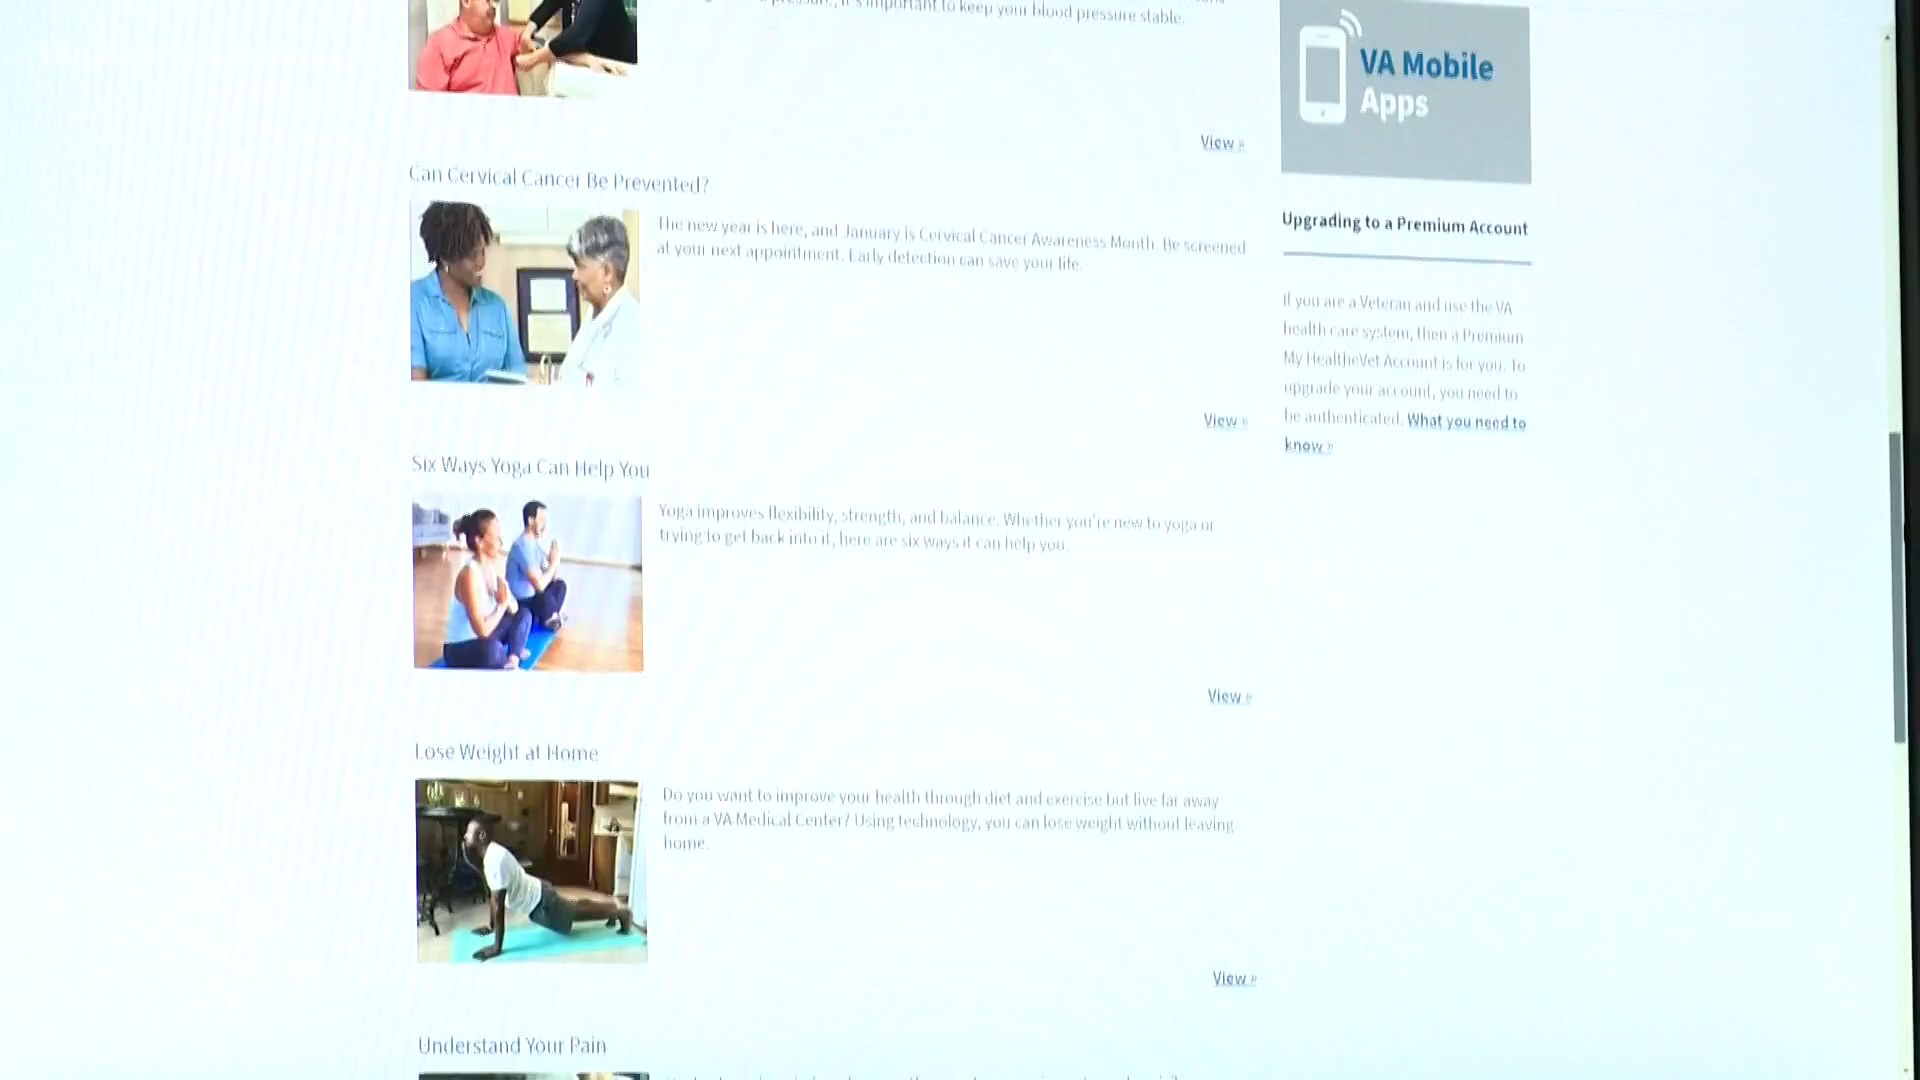 it's important to keep your blood pressure stable.
View »
Can Cervical Cancer Be Prevented?
The new year is here, and January is Cervical Cancer Awareness Month. Be screened
at your next appointment. Early detection can save your life.
View »
Six Ways Yoga Can Help You
Yoga improves flexibility, strength, and balance. Whether you're new to yoga or
trying to get back into it, here are six ways it can help you.
View »
Lose Weight at Home
Do you want to improve your health through diet and exercise but live far away
from a VA Medical Center? Using technology, you can lose weight without leaving
home.
View »
Understand Your Pain
VA Mobile
Apps
Upgrading to a Premium Account
If you are a Veteran and use the VA
health care system, then a Premium
My HealtheVet Account is for you. To
upgrade your account, you need to
be authenticated. What you need to
know »